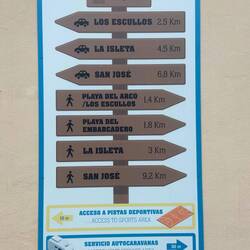 LOS ESCULLOS 2,5 Km
LA ISLETA 4,5 Km
SAN JOSÉ 6,8 Km
PLAYA DEL ARCO
/LOS ESCULLOS 1.4 Km
PLAYA DEL
EMBARCADERO 1.8 Km
LA ISLETA 3 Km
SAN JOSÉ 9,2 Km
ACCESO A PISTAS DEPORTIVAS
ACCESS TO SPORTS AREA
SERVICIO AUTOCARAVANAS